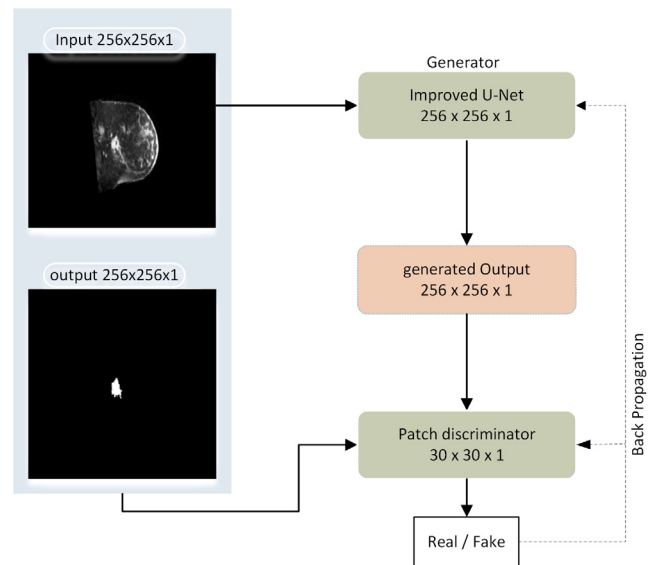 Input 256x256x1
Generator
Improved U-Net
256 x 256 x 1
output 256x256x1
generated Output
256 x 256 x 1
Back Propagation
Patch discriminator
30 x 30 x 1
Real / Fake